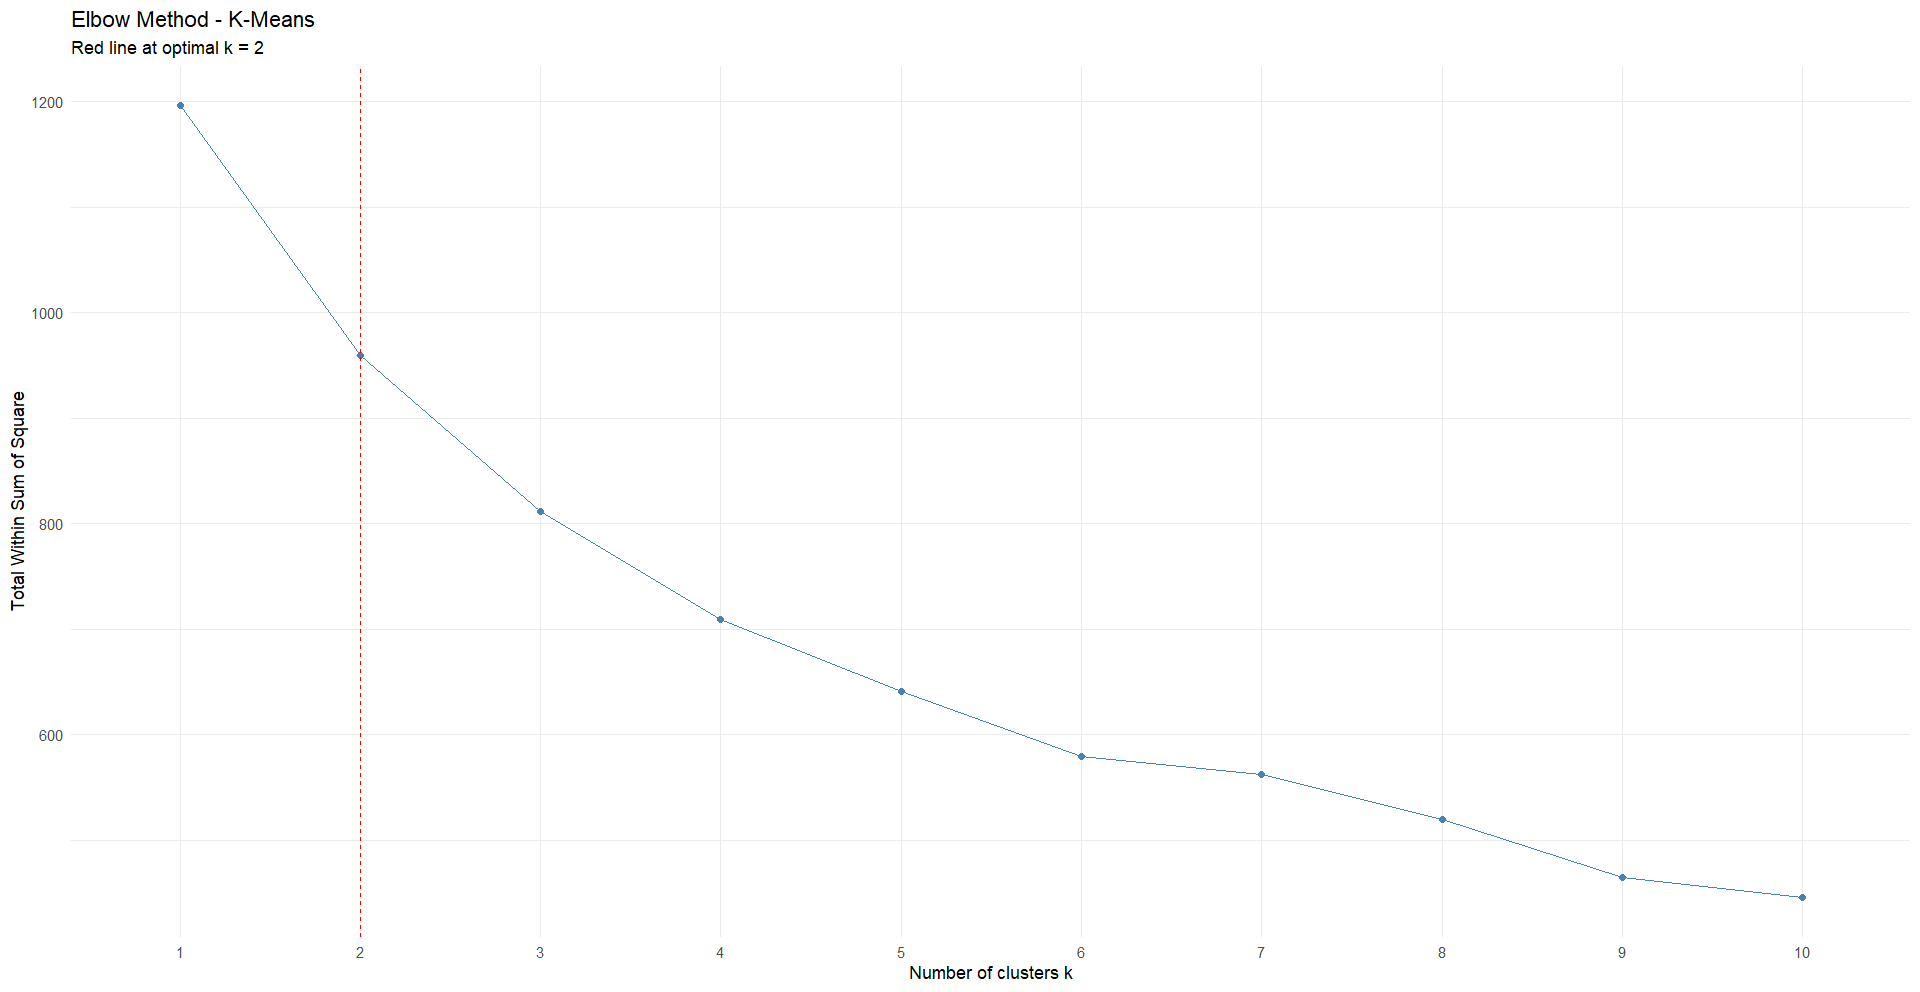 Elbow Method - K-Means
Red line at optimal k = 2
1200
1000
800
600
Total Within Sum of Square
1 2 3 4 5 6 7 8 9 10
Number of clusters k